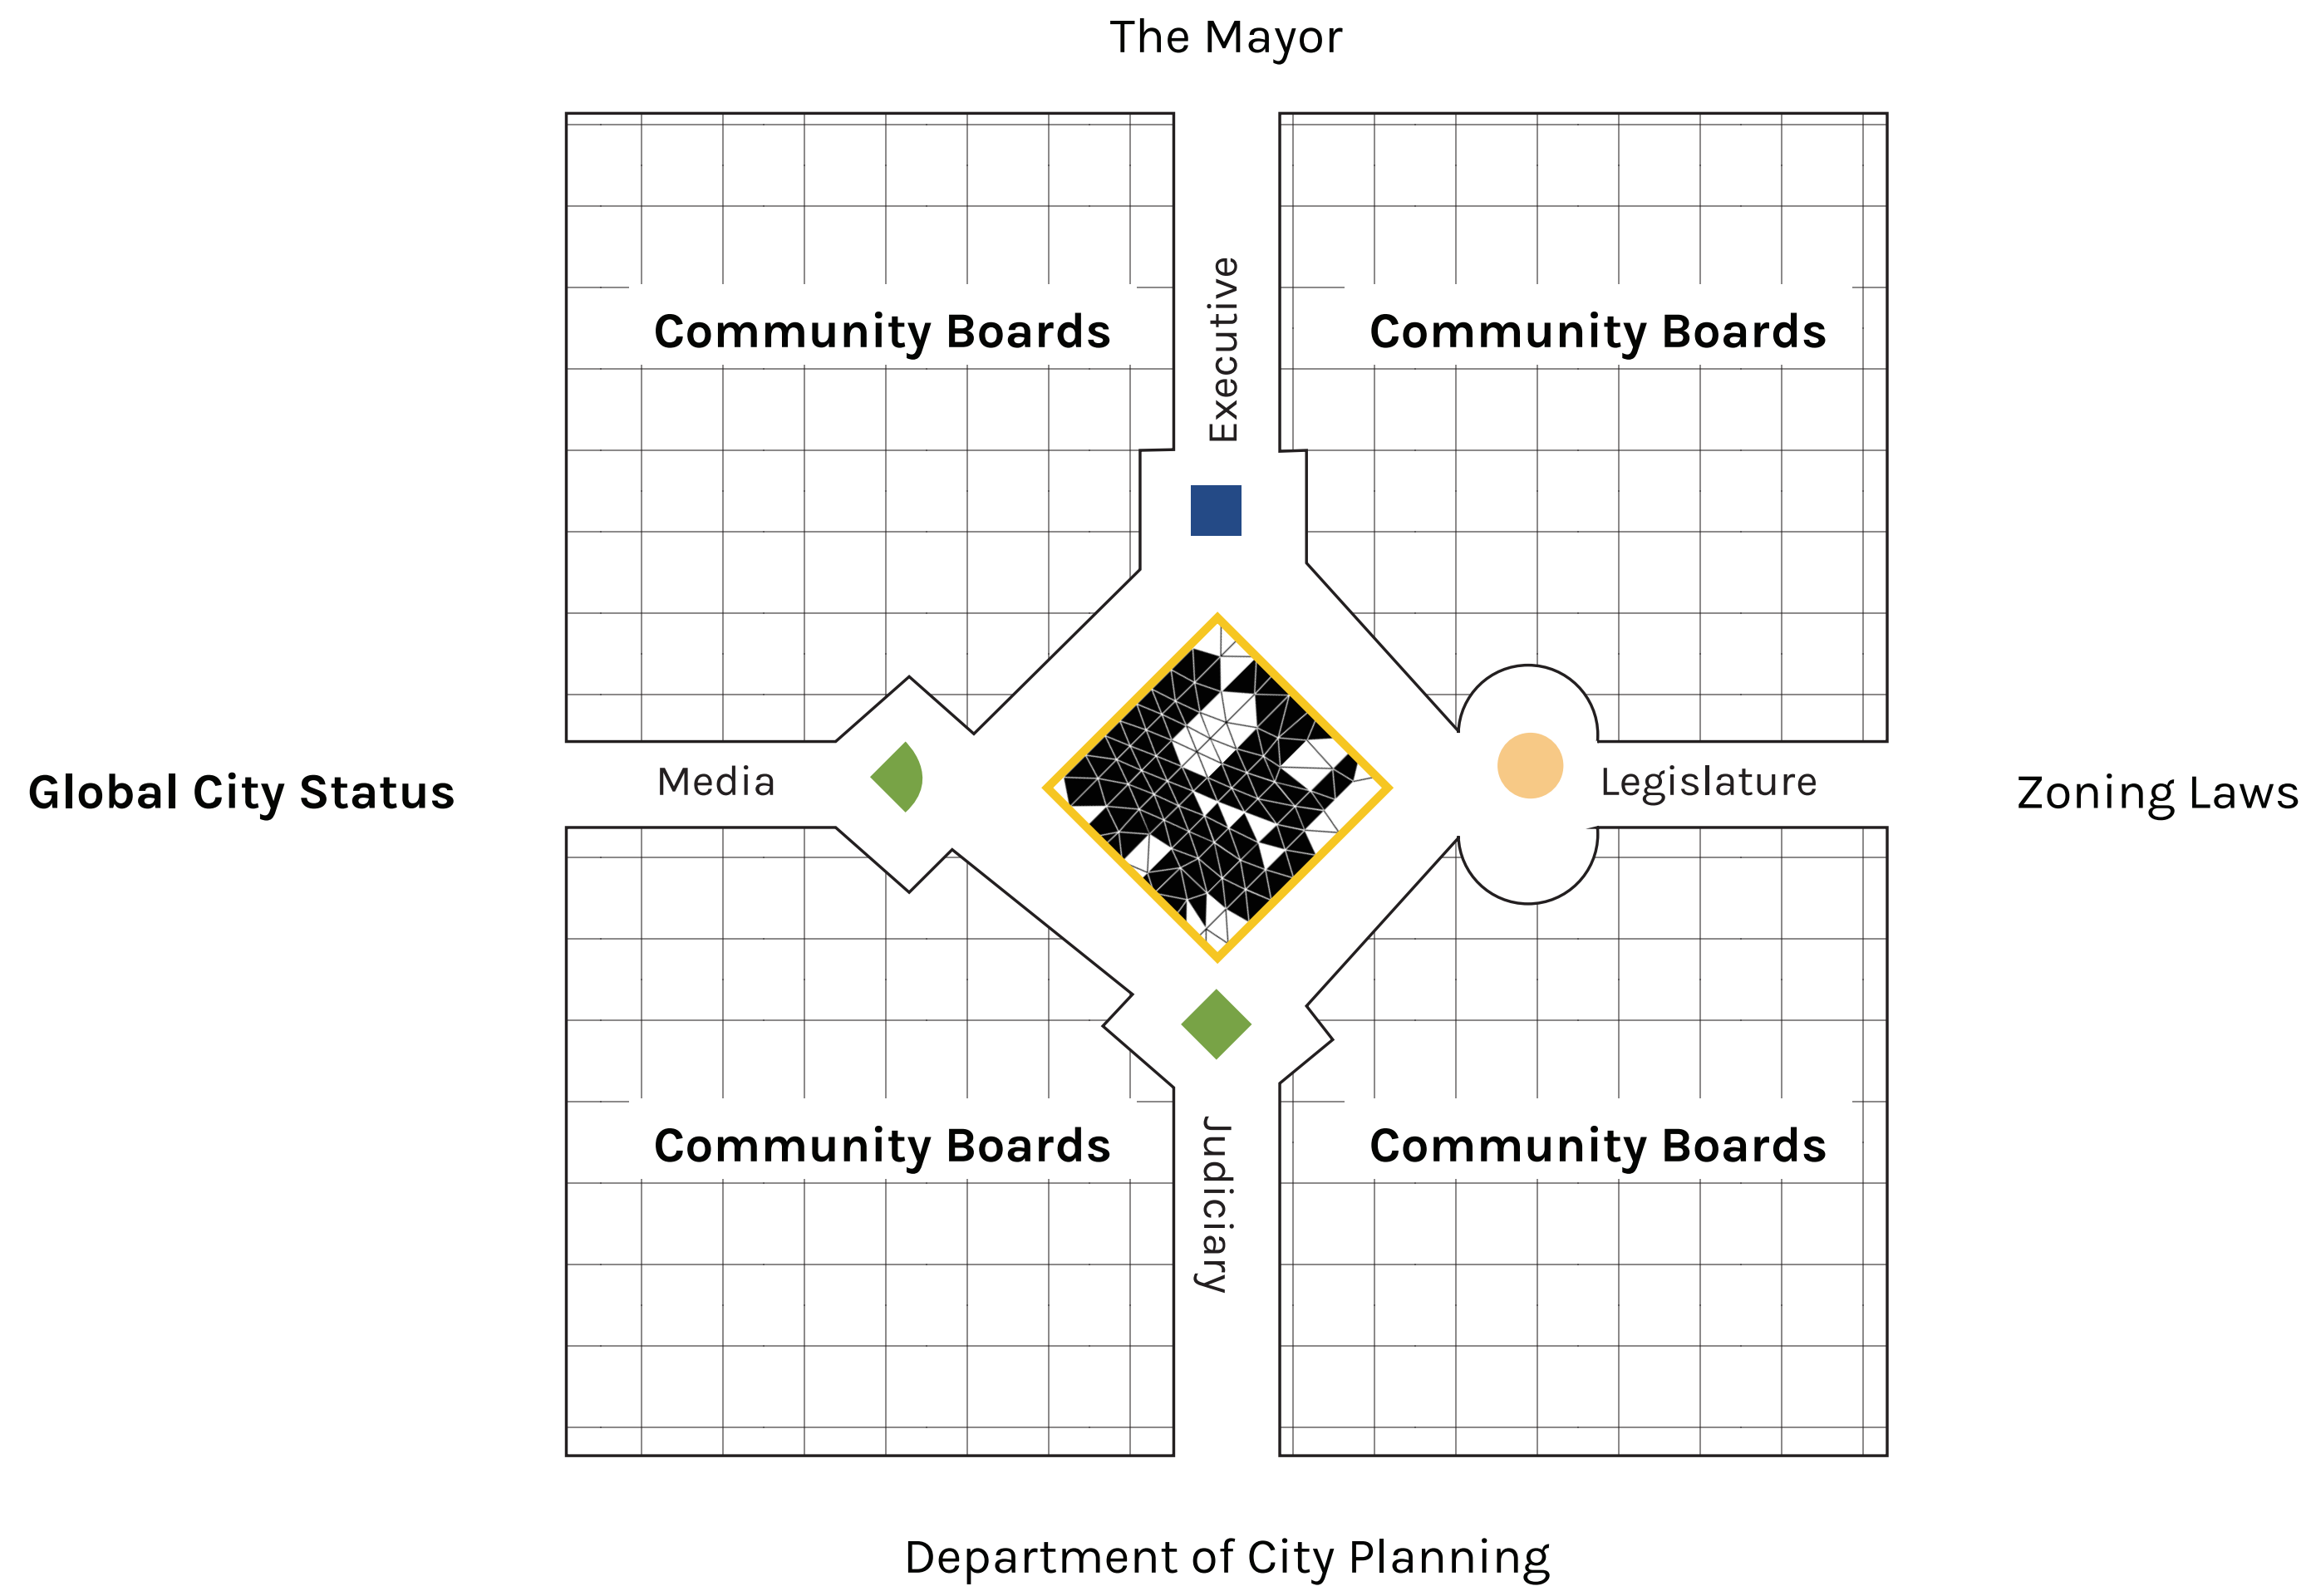 The Mayor
Community Boards
Executive
Community Boards
Global City Status
Media
Legislature
Zoning Laws
Community Boards
Judiciary
Community Boards
Department of City Planning